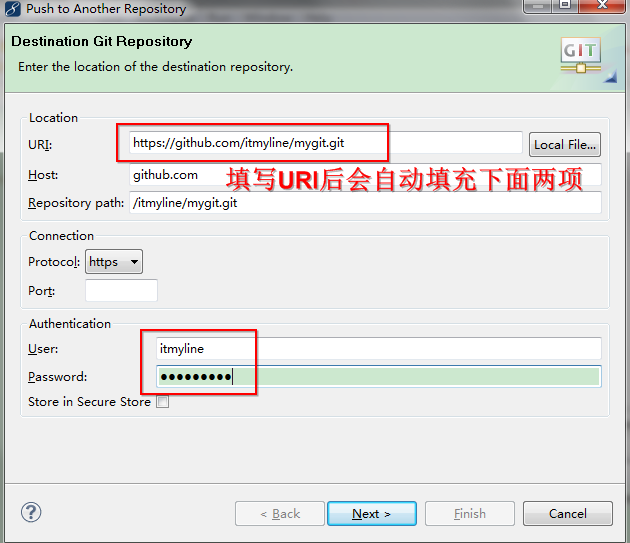 Push to Another Repository
Destination Git Repository
Enter the location of the destination repository.
GIT
Location
URI: https://github.com/itmyline/mygit.git Local File...
Host: github.com
填写URI后会自动填充下面两项
Repository path: /itmyline/mygit.git
Connection
Protocol: https
Port:
Authentication
User: itmyline
Password: ●●●●●●●●●
Store in Secure Store
? < Back Next > Finish Cancel